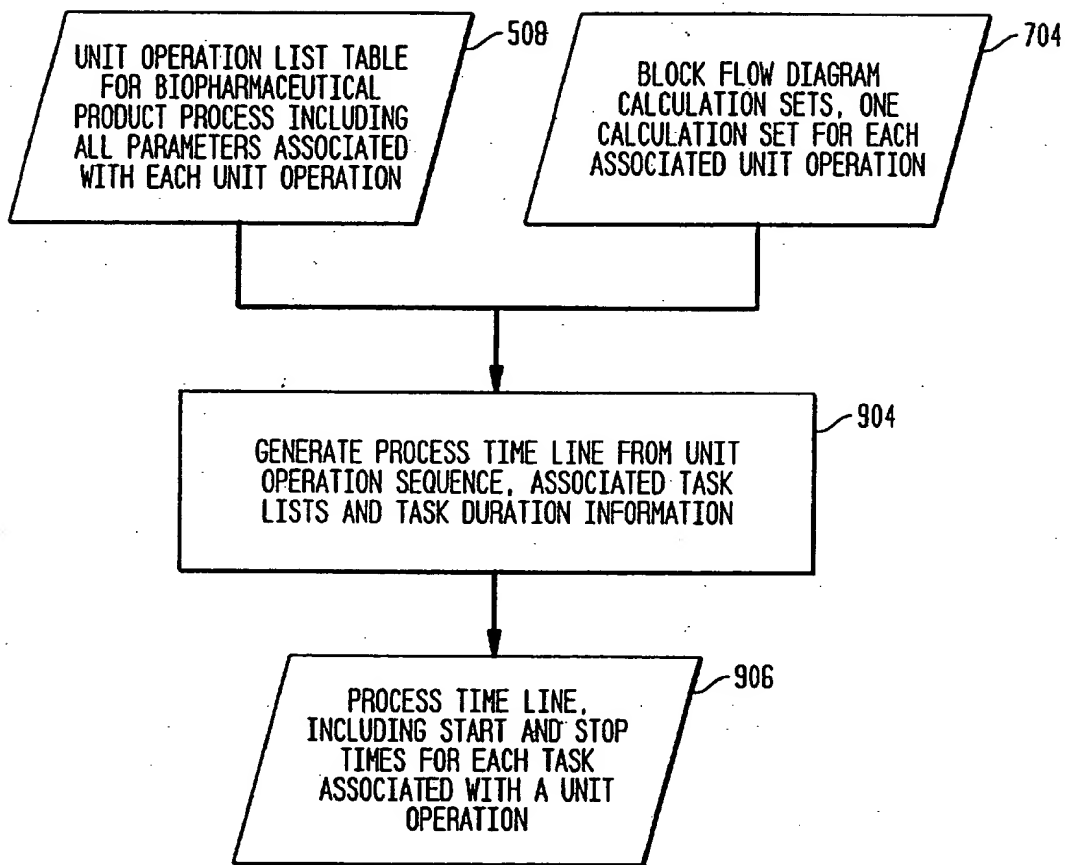 UNIT OPERATION LIST TABLE
FOR BIOPHARMACEUTICAL
PRODUCT PROCESS INCLUDING
ALL PARAMETERS ASSOCIATED
WITH EACH UNIT OPERATION
508
BLOCK FLOW DIAGRAM
CALCULATION SETS, ONE
CALCULATION SET FOR EACH
ASSOCIATED UNIT OPERATION
704
GENERATE PROCESS TIME LINE FROM UNIT
OPERATION SEQUENCE, ASSOCIATED TASK
LISTS AND TASK DURATION INFORMATION
904
PROCESS TIME LINE,
INCLUDING START AND STOP
TIMES FOR EACH TASK
ASSOCIATED WITH A UNIT
OPERATION
906